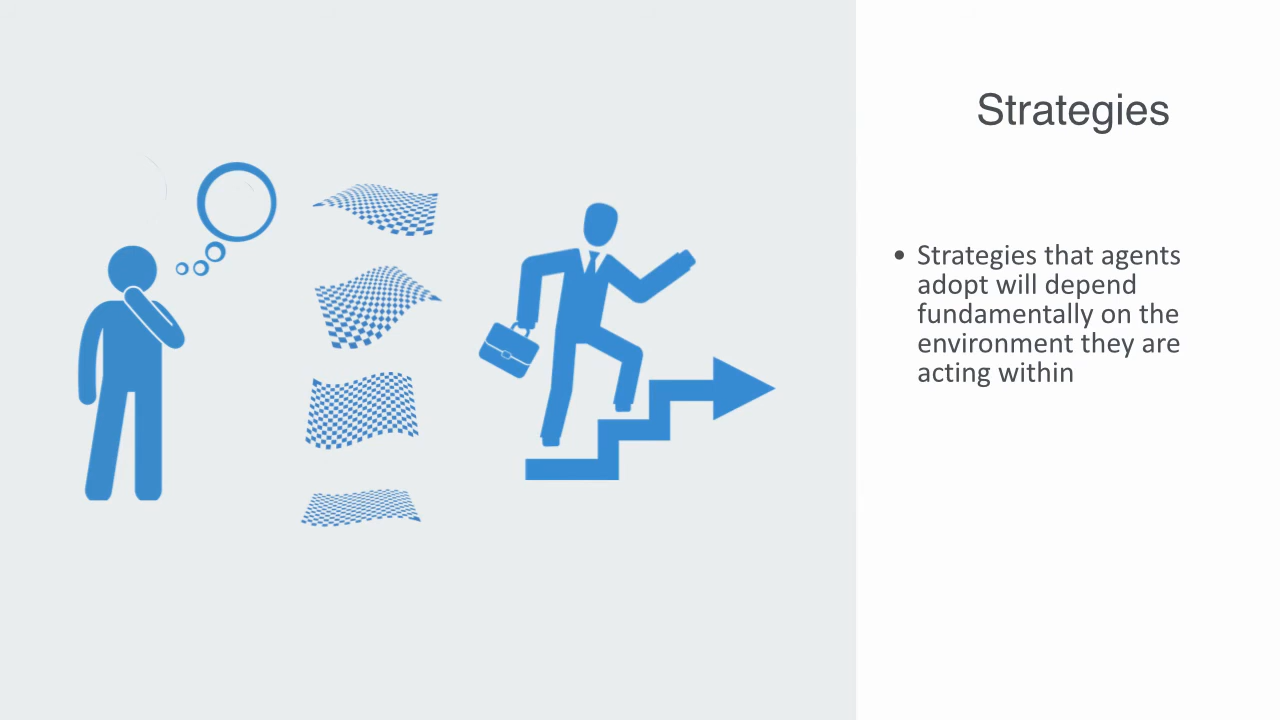 Strategies
• Strategies that agents
adopt will depend
fundamentally on the
environment they are
acting within